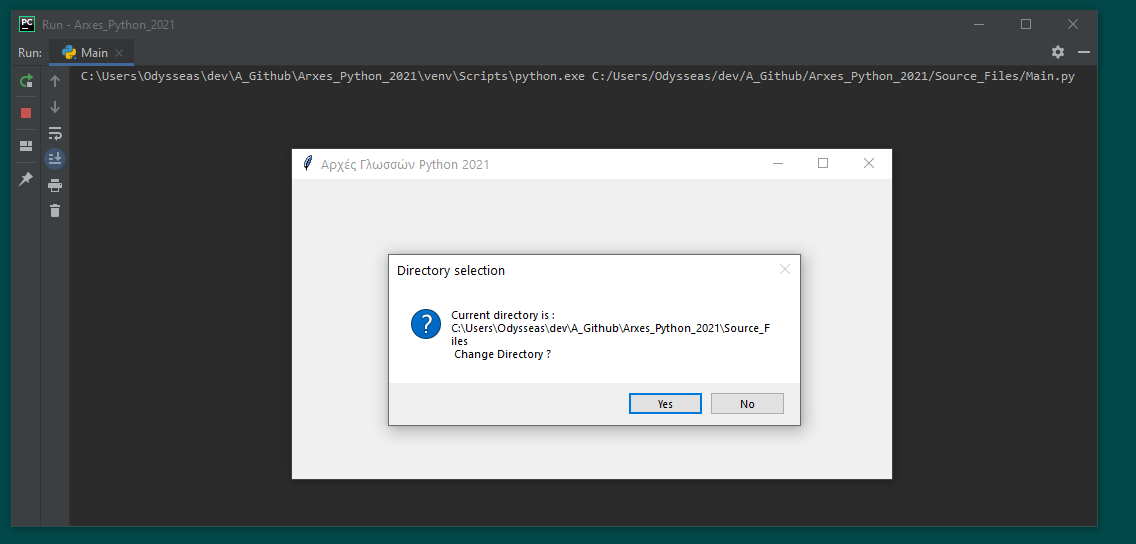 PC Run - Arxes_Python_2021
Run: Main
C:\Users\Odysseas\dev\A_Github\Arxes_Python_2021\venv\Scripts\python.exe C:/Users/Odysseas/dev/A_Github/Arxes_Python_2021/Source_Files/Main.py
Αρχές Γλωσσών Python 2021
Directory selection
?
Current directory is :
C:\Users\Odysseas\dev\A_Github\Arxes_Python_2021\Source_F
iles
Change Directory ?
Yes No